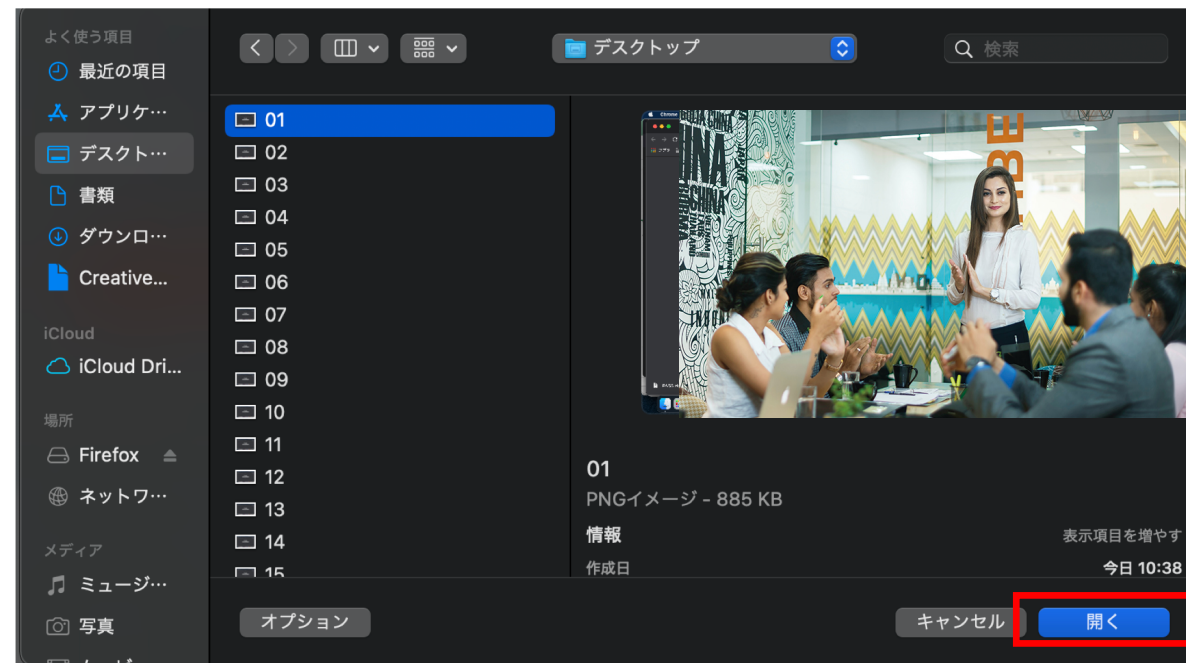 よく使う項目
最近の項目
アプリケ…
デスクト…
書類
ダウンロ…
Creative...
iCloud
iCloud Dri...
場所
Firefox
ネットワ…
メディア
ミュージ…
写真
デスクトップ
検索
01
02
03
04
05
06
07
08
09
10
11
12
13
14
15
Chrome
01
PNGイメージ - 885 KB
情報
表示項目を増やす
作成日
今日 10:38
オプション
キャンセル
開く